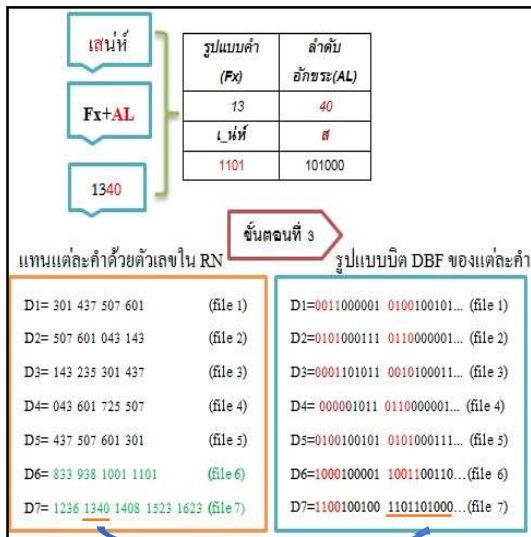 เสน่ห์
Fx+AL
1340
รูปแบบคำ (Fx) ลำดับ อักขระ(AL)
13 40
เ_น่ห์ ส
1101 101000
ขั้นตอนที่ 3
แทนแต่ละคำด้วยตัวเลขใน RN
D1= 301 437 507 601 (file 1)
D2= 507 601 043 143 (file 2)
D3= 143 235 301 437 (file 3)
D4= 043 601 725 507 (file 4)
D5= 437 507 601 301 (file 5)
D6= 833 938 1001 1101 (file 6)
D7= 1236 1340 1408 1523 1623 (file 7)
รูปแบบบิต DBF ของแต่ละคำ
D1=0011000001 0100100101... (file 1)
D2=0101000111 0110000001... (file 2)
D3=0001101011 0010100011... (file 3)
D4= 000001011 0110000001... (file 4)
D5=0100100101 0101000111... (file 5)
D6=1000100001 1001100110... (file 6)
D7=1100100100 1101101000... (file 7)